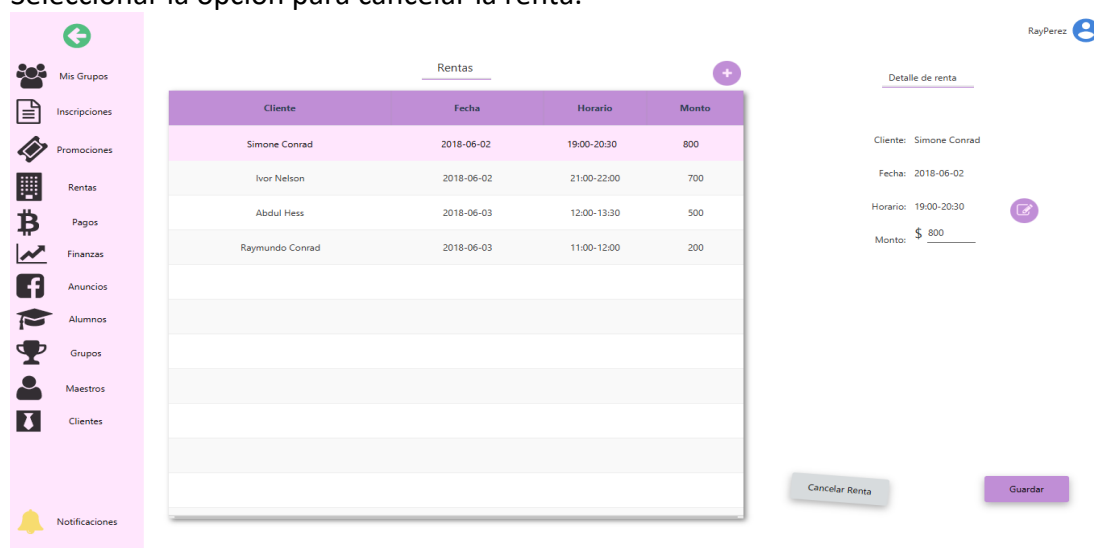 Seleccionar la opción para cancelar la renta.
RayPerez
Mis Grupos
Inscripciones
Promociones
Rentas
Pagos
Finanzas
Anuncios
Alumnos
Grupos
Maestros
Clientes
Notificaciones
Rentas
Cliente Fecha Horario Monto
Simone Conrad 2018-06-02 19:00-20:30 800
Ivor Nelson 2018-06-02 21:00-22:00 700
Abdul Hess 2018-06-03 12:00-13:30 500
Raymundo Conrad 2018-06-03 11:00-12:00 200
Detalle de renta
Cliente: Simone Conrad
Fecha: 2018-06-02
Horario: 19:00-20:30
Monto: $ 800
Cancelar Renta
Guardar